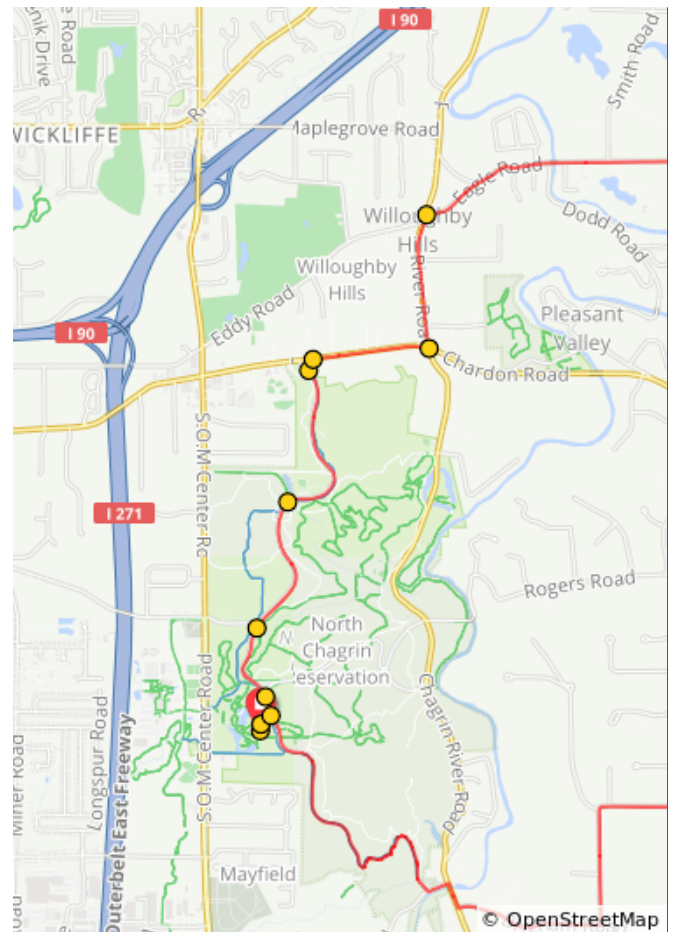 I 90
Smith Road
WICKLIFFE
Maplegrove Road
Eagle Road
Willoughby
Hills
Dodd Road
Willoughby
Hills
Eddy Road
River Road
Pleasant
Valley
I 90
Chardon Road
S.O.M Center Rd
I 271
Rogers Road
North
Chagrin
Reservation
S.O.M Center Road
Chagrin River Road
Longspur Road
Outerbelt East Freeway
Miner Road
Mayfield
© OpenStreetMap